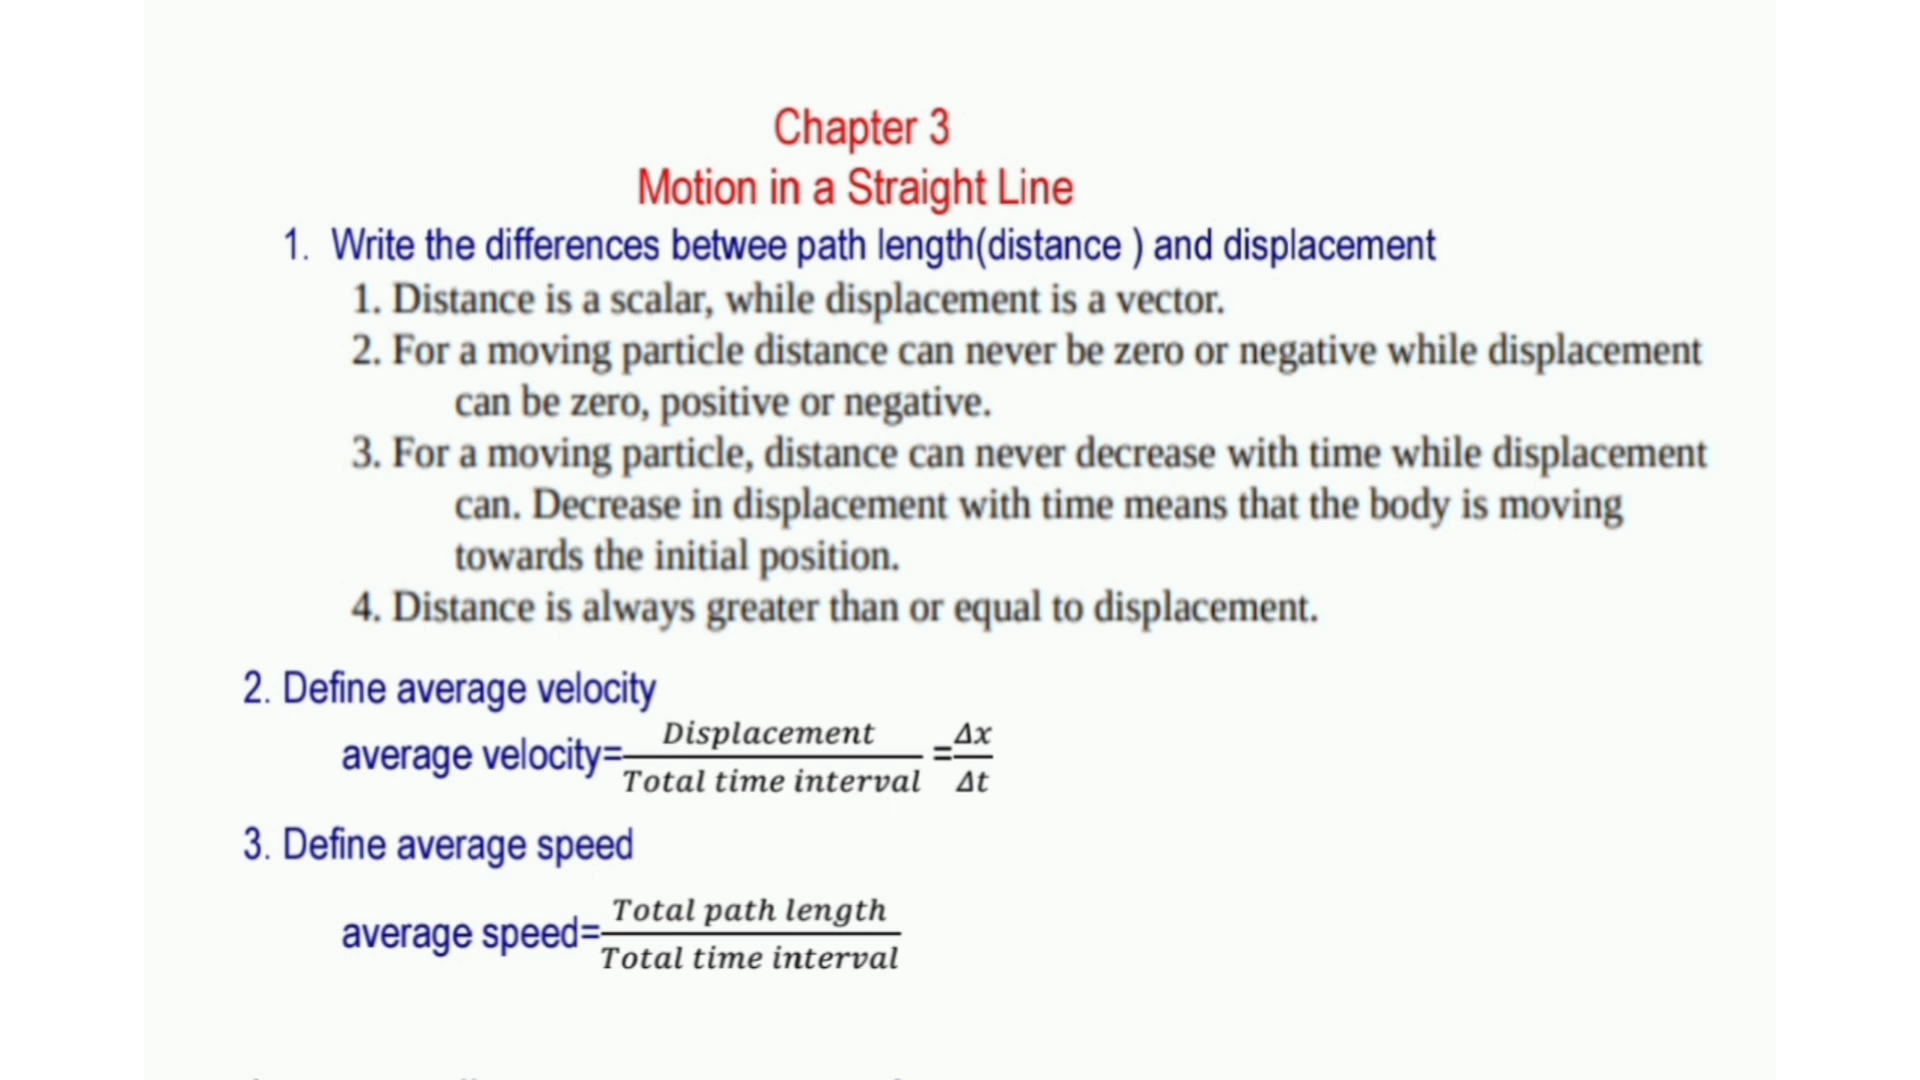 Chapter 3
Motion in a Straight Line
1. Write the differences betwee path length(distance ) and displacement
1. Distance is a scalar, while displacement is a vector.
2. For a moving particle distance can never be zero or negative while displacement
can be zero, positive or negative.
3. For a moving particle, distance can never decrease with time while displacement
can. Decrease in displacement with time means that the body is moving
towards the initial position.
4. Distance is always greater than or equal to displacement.
2. Define average velocity
average velocity=Displacement/Total time interval =Δx/Δt
3. Define average speed
average speed=Total path length/Total time interval